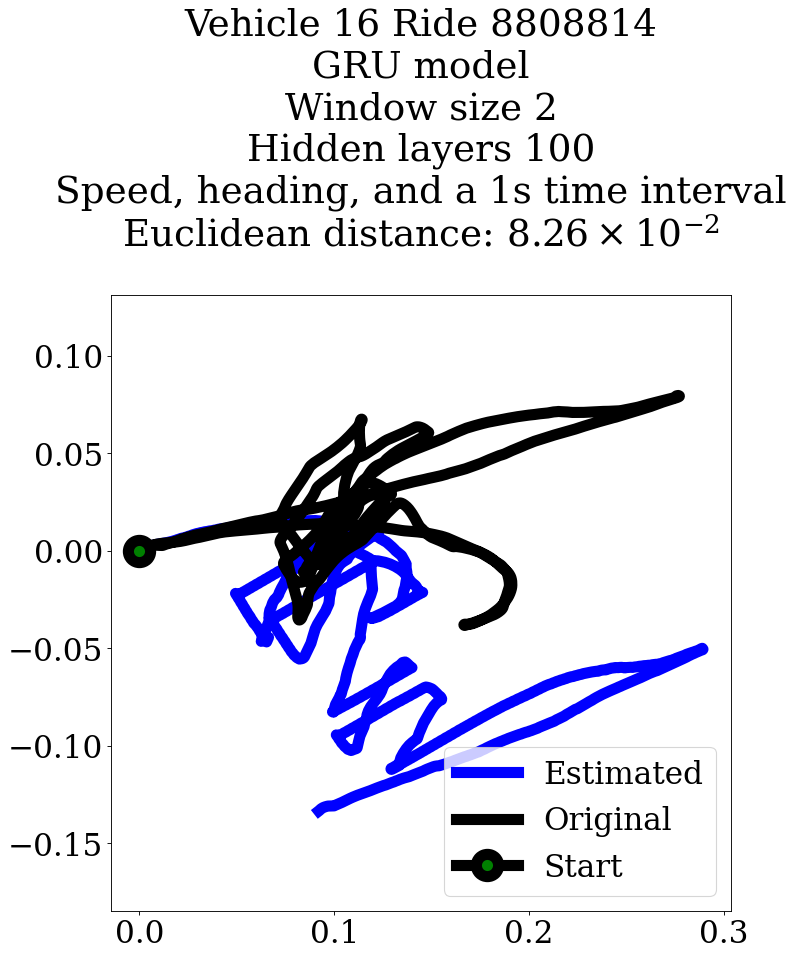 Vehicle 16 Ride 8808814
GRU model
Window size 2
Hidden layers 100
Speed, heading, and a 1s time interval
Euclidean distance: 8.26 × 10⁻²
0.10
0.05
0.00
−0.05
−0.10
−0.15
Estimated
Original
Start
0.0 0.1 0.2 0.3